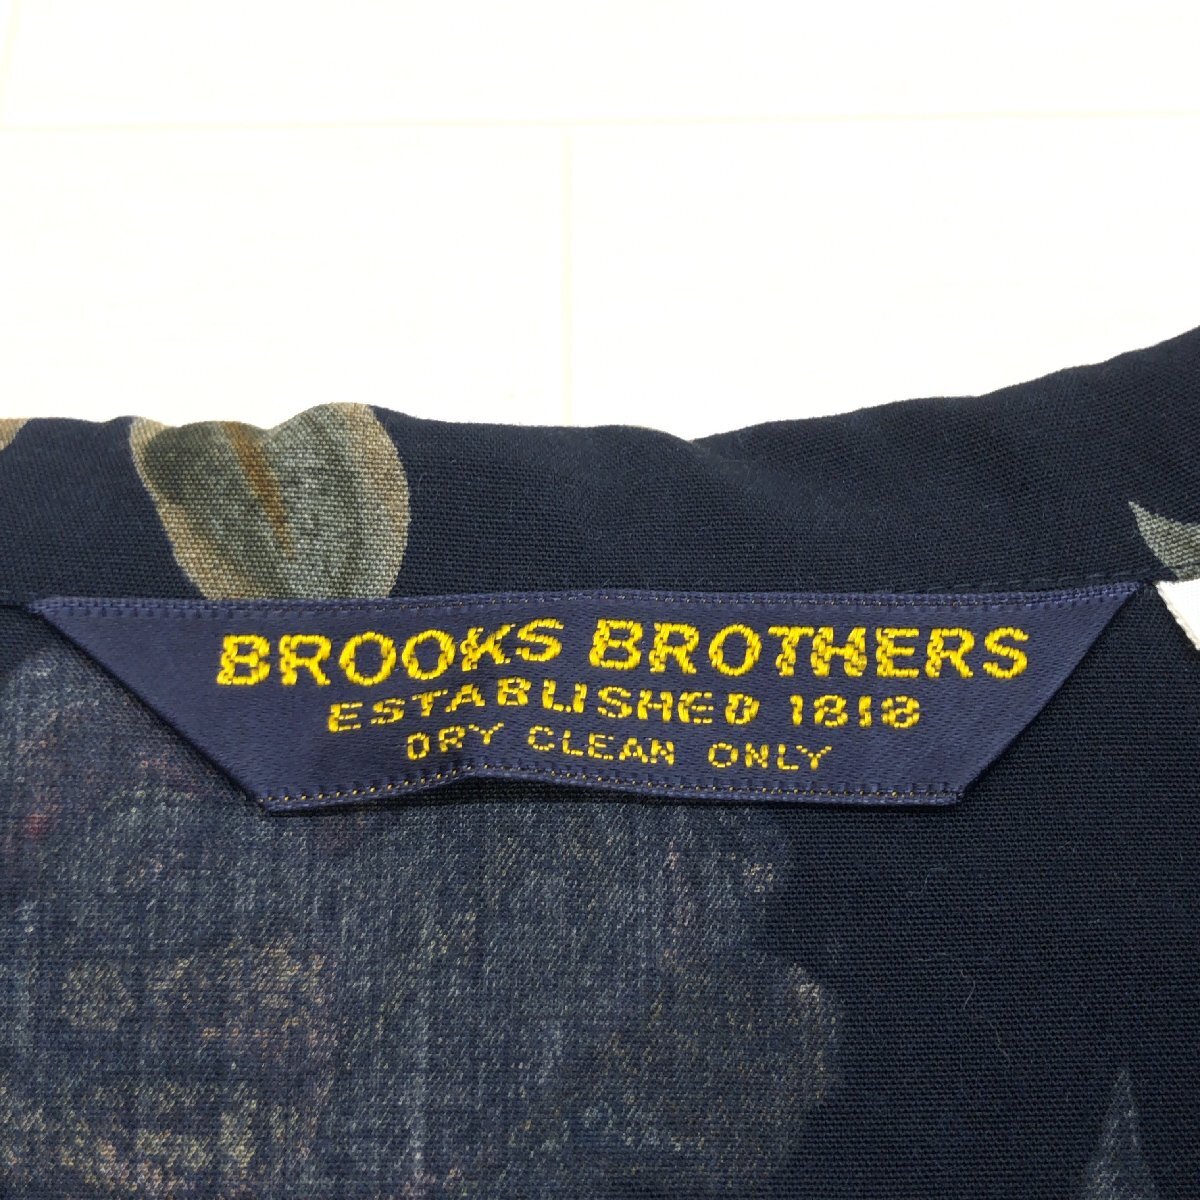 BROOKS BROTHERS
ESTABLISHED 1818
DRY CLEAN ONLY